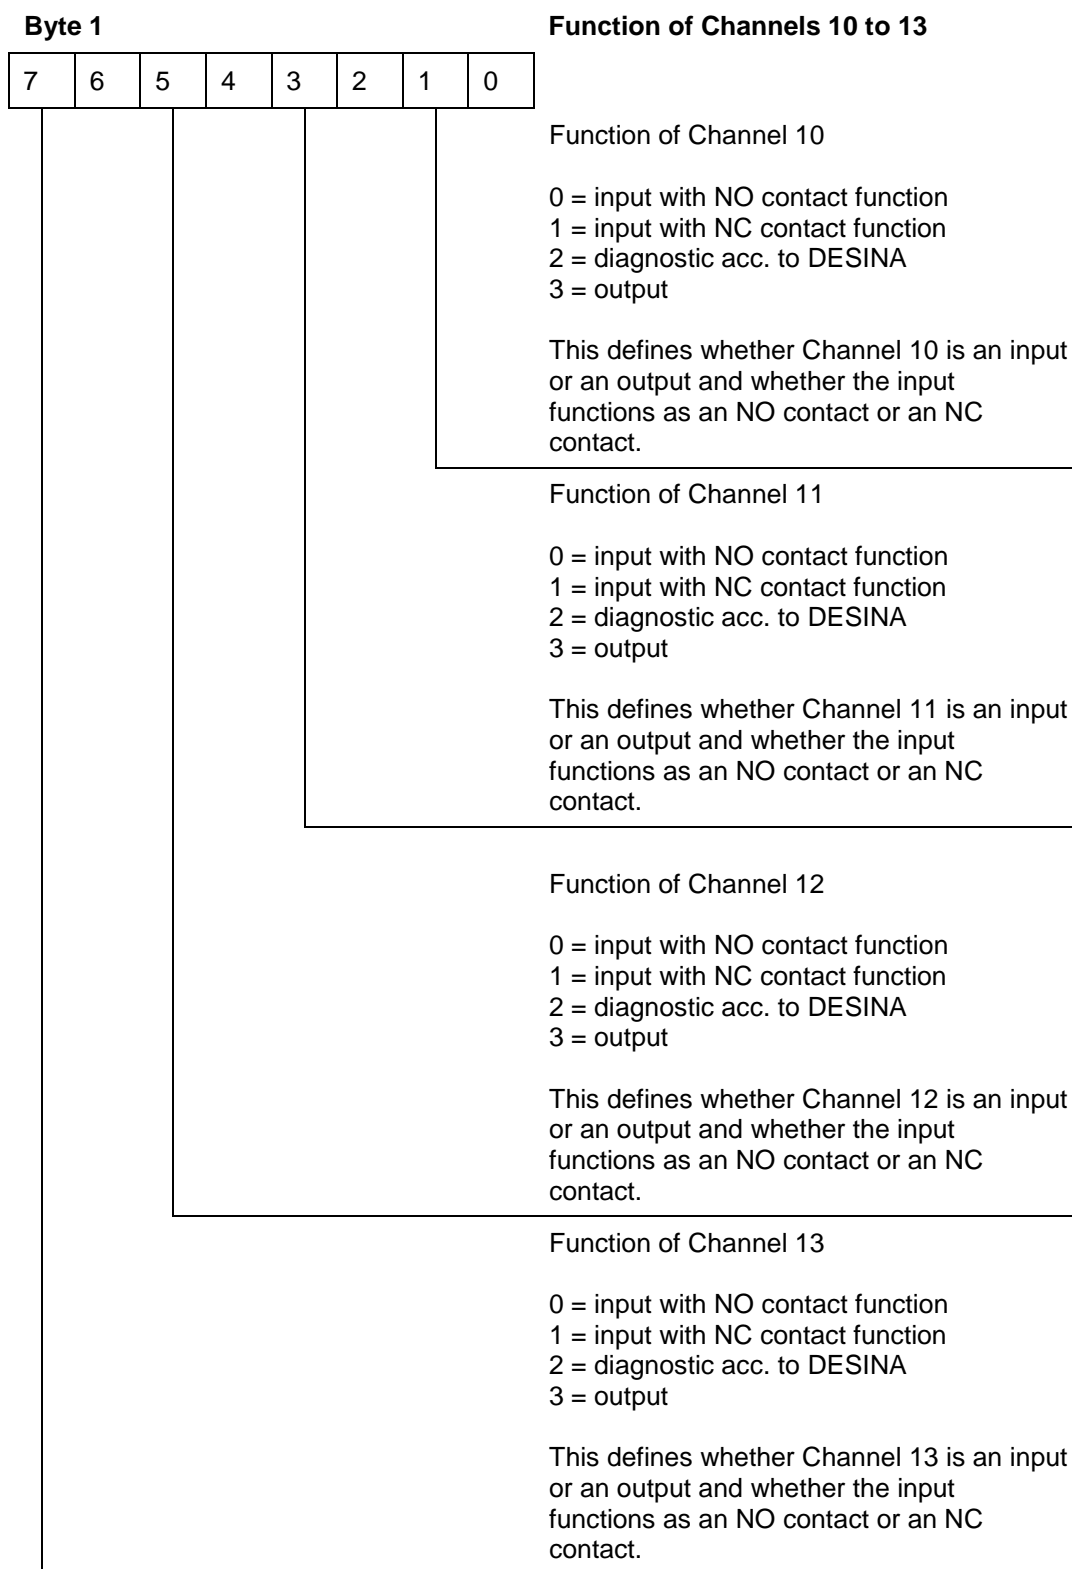 Byte 1 Function of Channels 10 to 13
7 6 5 4 3 2 1 0
Function of Channel 10
0 = input with NO contact function
1 = input with NC contact function
2 = diagnostic acc. to DESINA
3 = output
This defines whether Channel 10 is an input
or an output and whether the input
functions as an NO contact or an NC
contact.
Function of Channel 11
0 = input with NO contact function
1 = input with NC contact function
2 = diagnostic acc. to DESINA
3 = output
This defines whether Channel 11 is an input
or an output and whether the input
functions as an NO contact or an NC
contact.
Function of Channel 12
0 = input with NO contact function
1 = input with NC contact function
2 = diagnostic acc. to DESINA
3 = output
This defines whether Channel 12 is an input
or an output and whether the input
functions as an NO contact or an NC
contact.
Function of Channel 13
0 = input with NO contact function
1 = input with NC contact function
2 = diagnostic acc. to DESINA
3 = output
This defines whether Channel 13 is an input
or an output and whether the input
functions as an NO contact or an NC
contact.